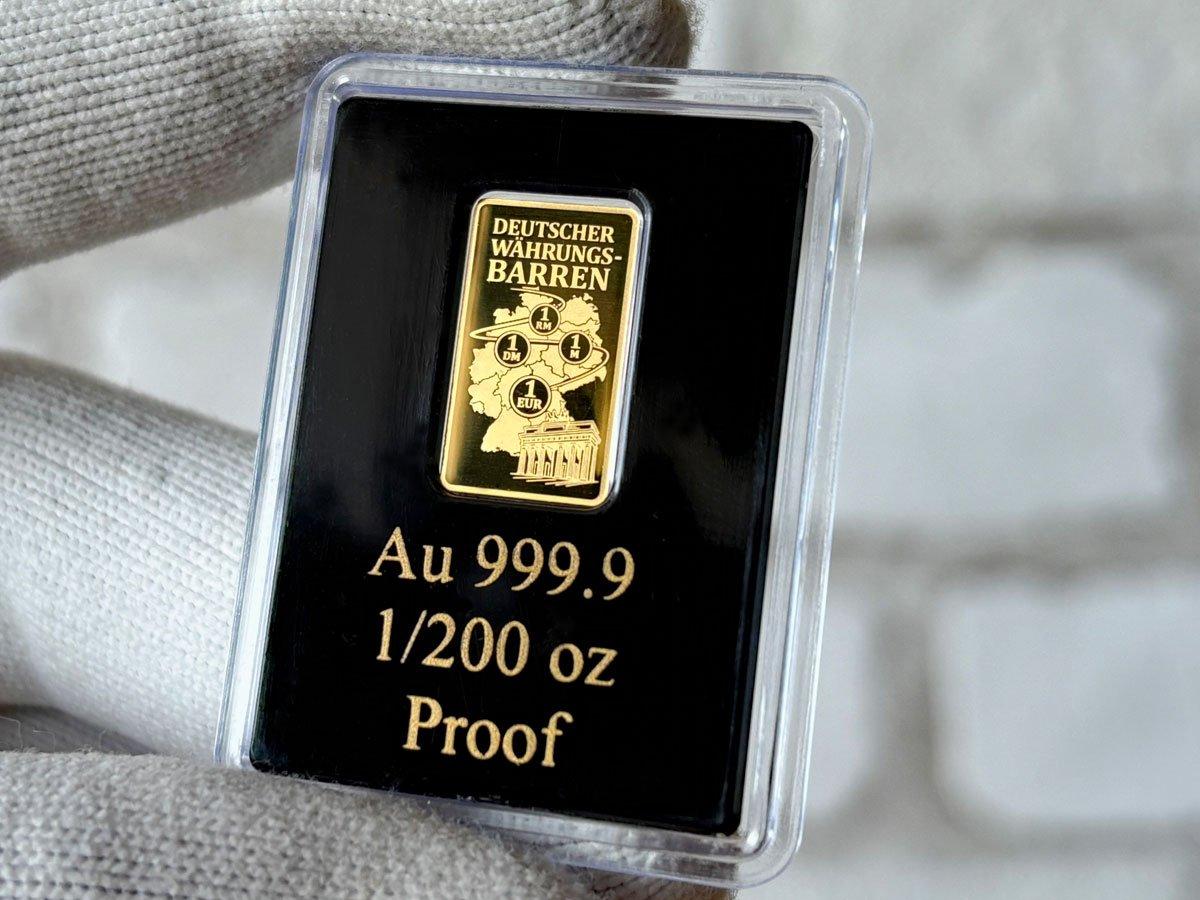 DEUTSCHER
WÄHRUNGS-
BARREN
1
RM
1
DM
1
M
1
EUR
Au 999.9
1/200 oz
Proof